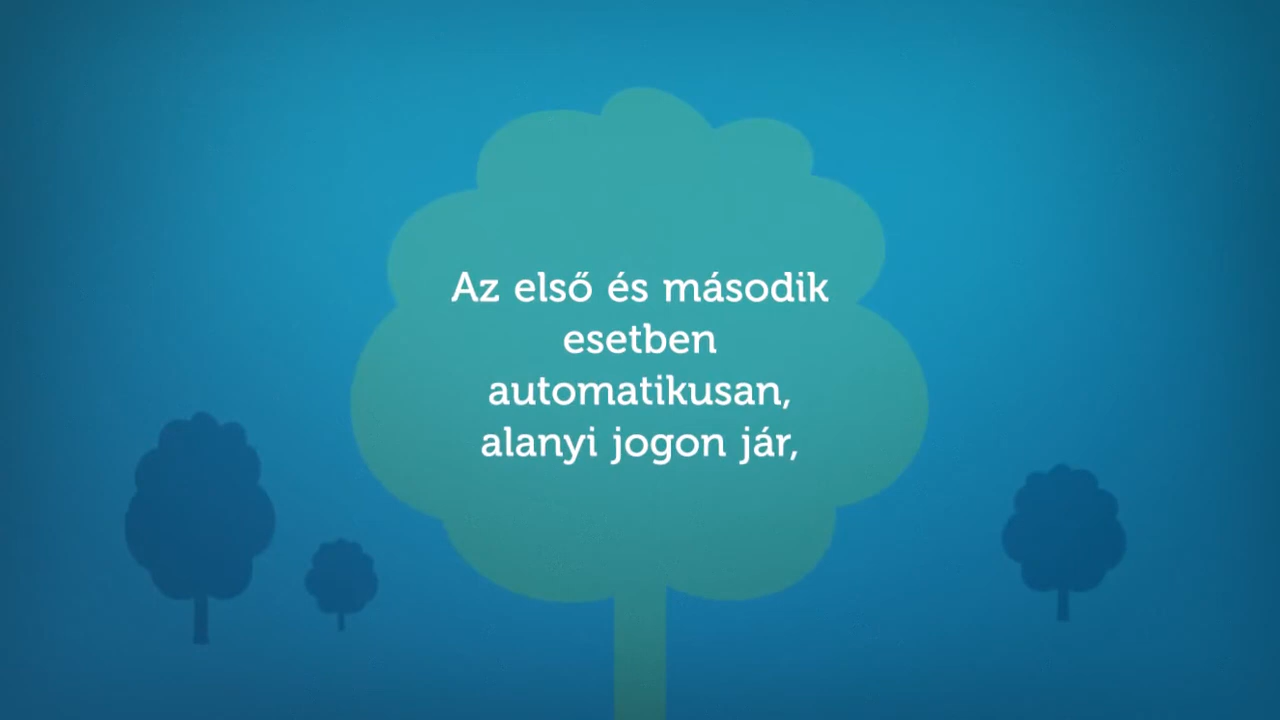 Az első és második
esetben
automatikusan,
alanyi jogon jár,